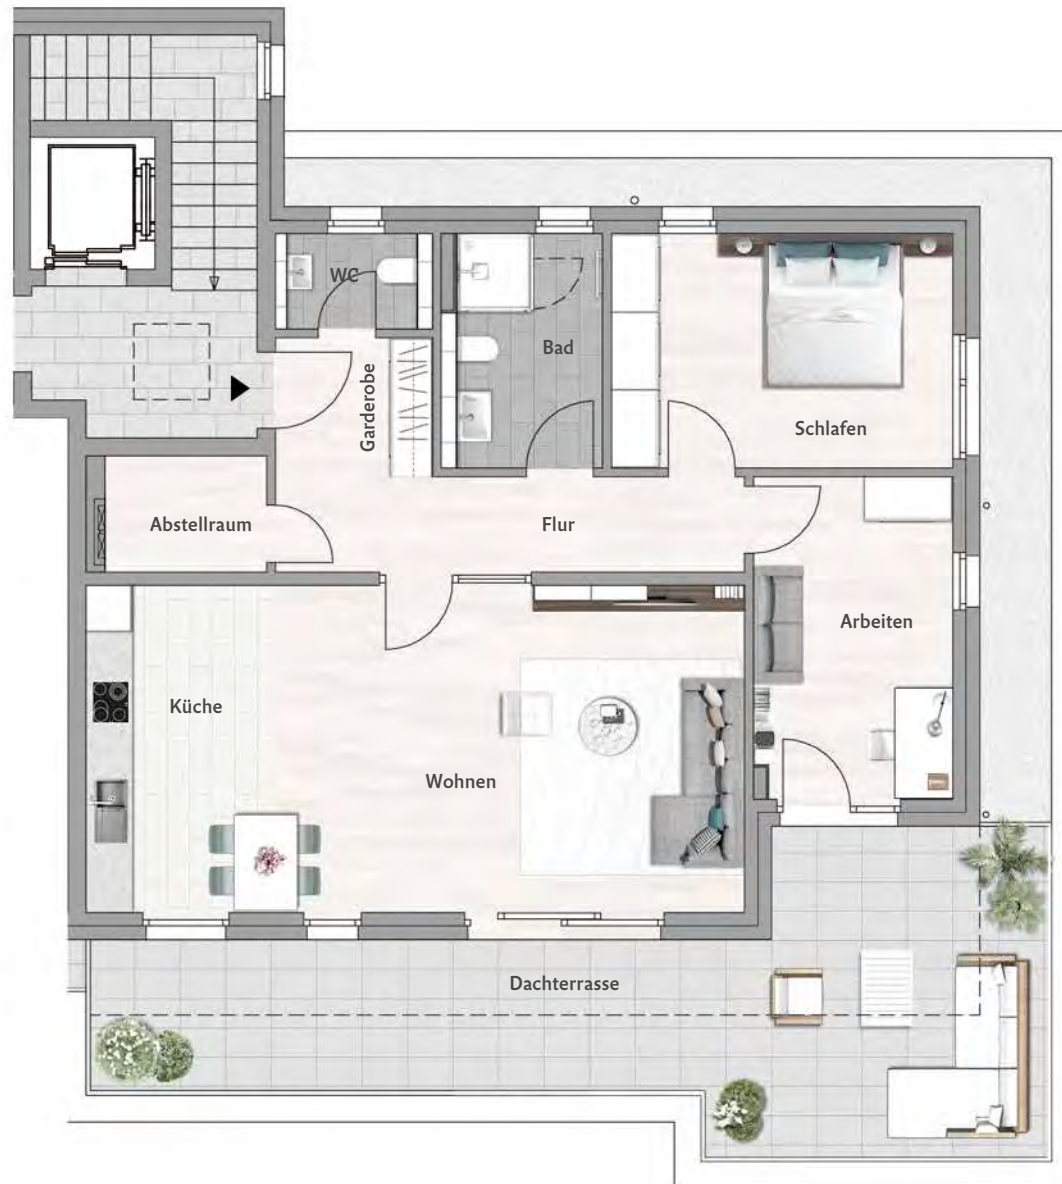 WC
Bad
Garderobe
Schlafen
Abstellraum
Flur
Arbeiten
Küche
Wohnen
Dachterrasse